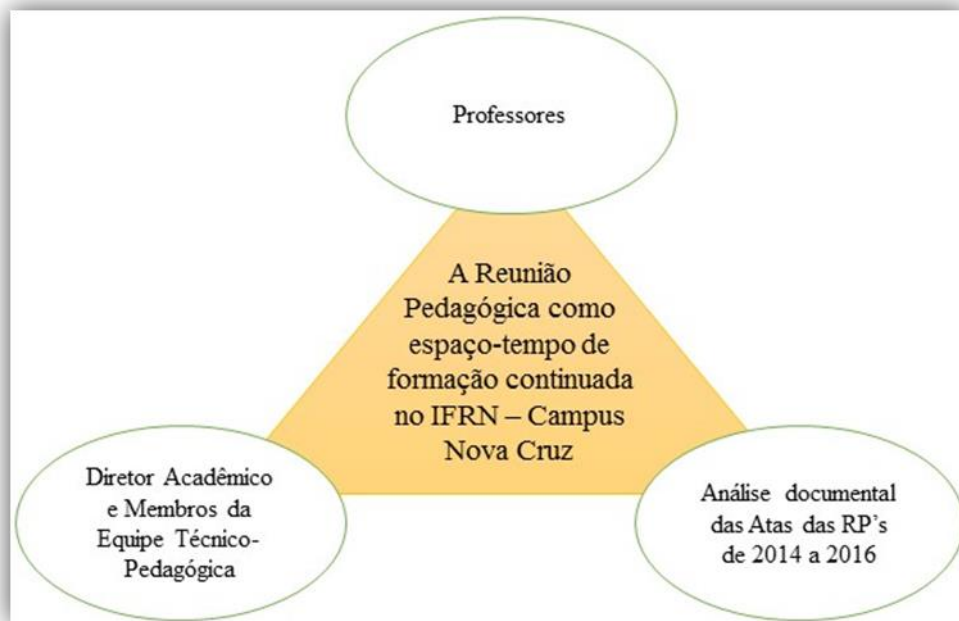 Professores
A Reunião
Pedagógica como
espaço-tempo de
formação continuada
no IFRN – Campus
Nova Cruz
Diretor Acadêmico
e Membros da
Equipe Técnico-
Pedagógica
Análise documental
das Atas das RP's
de 2014 a 2016